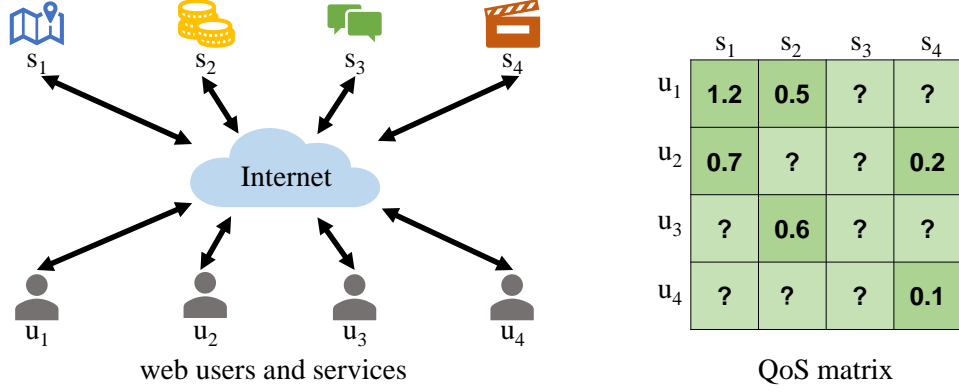 s1 s2 s3 s4
Internet
u1 u2 u3 u4
web users and services
s1 s2 s3 s4
u1 1.2 0.5 ? ?
u2 0.7 ? ? 0.2
u3 ? 0.6 ? ?
u4 ? ? ? 0.1
QoS matrix